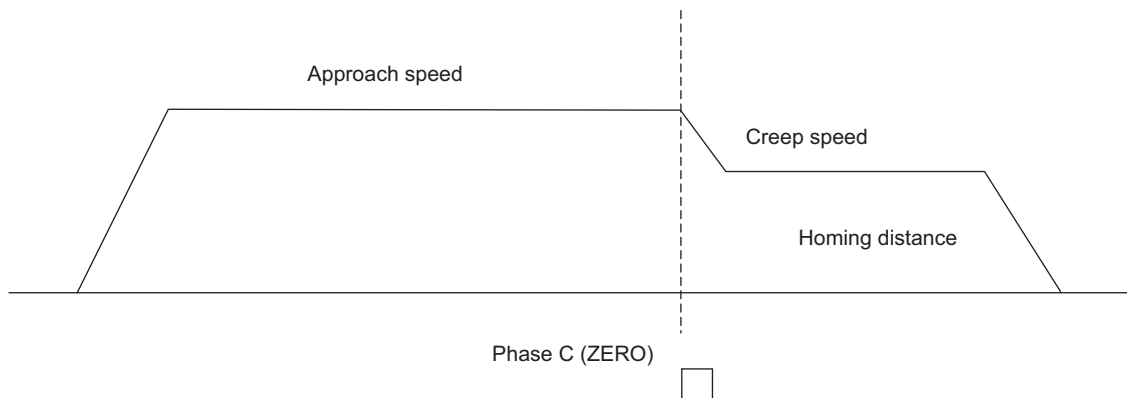 Approach speed
Creep speed
Homing distance
Phase C (ZERO)